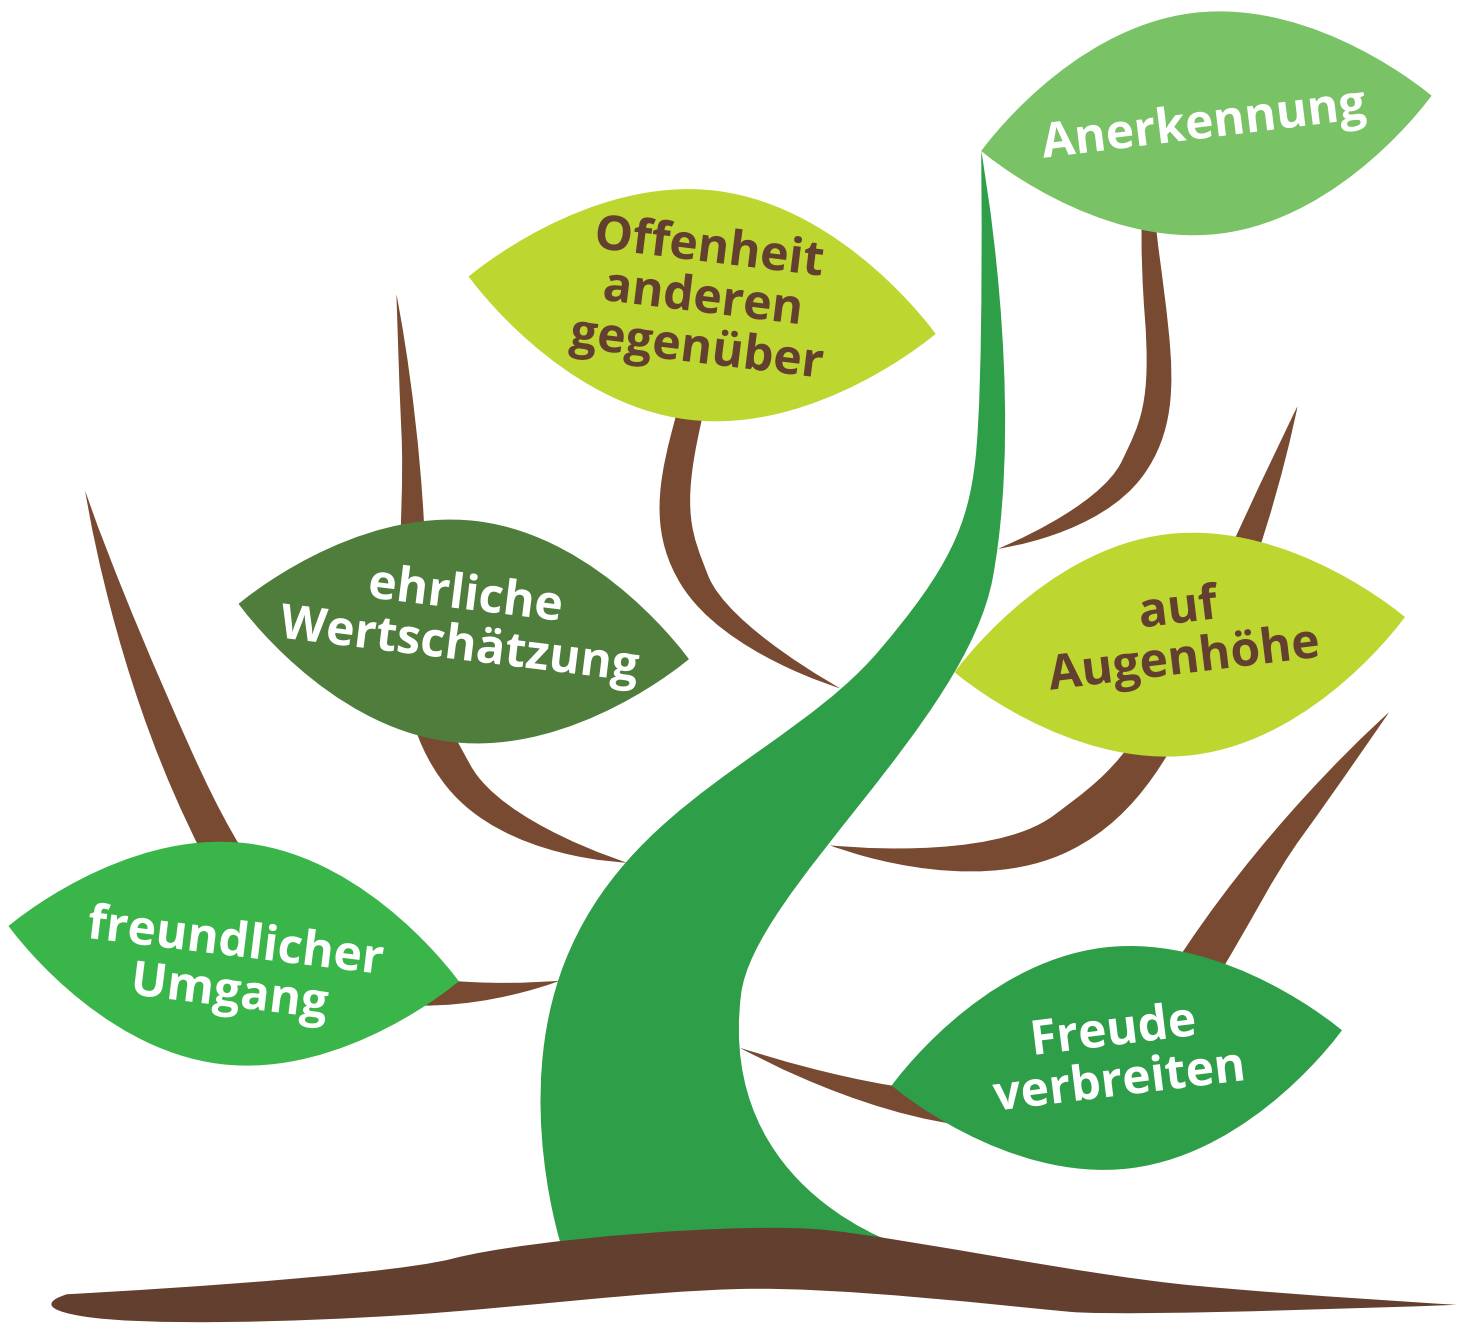 Anerkennung
Offenheit
anderen
gegenüber
ehrliche
Wertschätzung
auf
Augenhöhe
freundlicher
Umgang
Freude
verbreiten